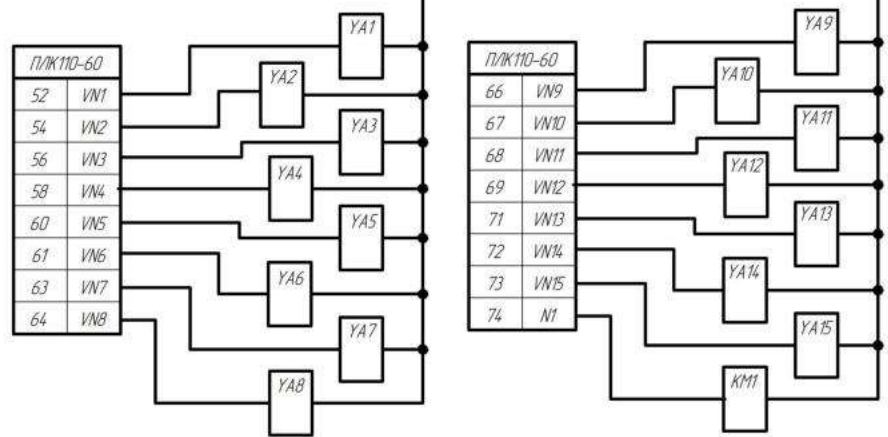 ПЛК110-60
52 VN1
54 VN2
56 VN3
58 VN4
60 VN5
61 VN6
63 VN7
64 VN8
YA1
YA2
YA3
YA4
YA5
YA6
YA7
YA8
ПЛК110-60
66 VN9
67 VN10
68 VN11
69 VN12
71 VN13
72 VN14
73 VN15
74 N1
YA9
YA10
YA11
YA12
YA13
YA14
YA15
KM1